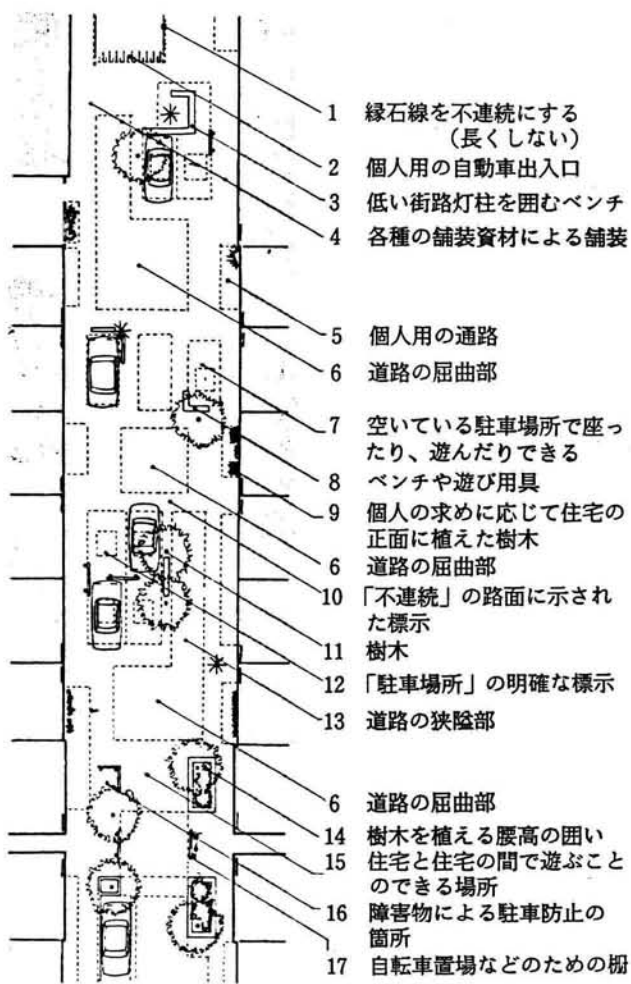 1 縁石線を不連続にする
（長くしない）
2 個人用の自動車出入口
3 低い街路灯柱を囲むベンチ
4 各種の舗装資材による舗装
5 個人用の通路
6 道路の屈曲部
7 空いている駐車場所で座っ
たり、遊んだりできる
8 ベンチや遊び用具
9 個人の求めに応じて住宅の
正面に植えた樹木
6 道路の屈曲部
10 「不連続」の路面に示され
た標示
11 樹木
12 「駐車場所」の明確な標示
13 道路の狭隘部
6 道路の屈曲部
14 樹木を植える腰高の囲い
15 住宅と住宅の間で遊ぶこと
のできる場所
16 障害物による駐車防止の
箇所
17 自転車置場などのための柵